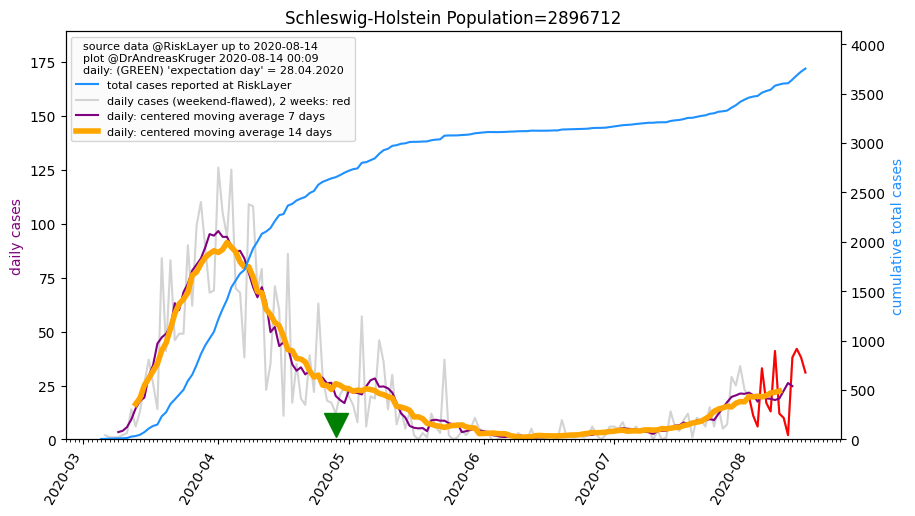 Schleswig-Holstein Population=2896712
source data @RiskLayer up to 2020-08-14
plot @DrAndreasKruger 2020-08-14 00:09
daily: (GREEN) 'expectation day' = 28.04.2020
total cases reported at RiskLayer
daily cases (weekend-flawed), 2 weeks: red
daily: centered moving average 7 days
daily: centered moving average 14 days
daily cases
175
150
125
100
75
50
25
0
4000
3500
3000
2500
2000
1500
1000
500
0
cumulative total cases
2020-03
2020-04
2020-05
2020-06
2020-07
2020-08